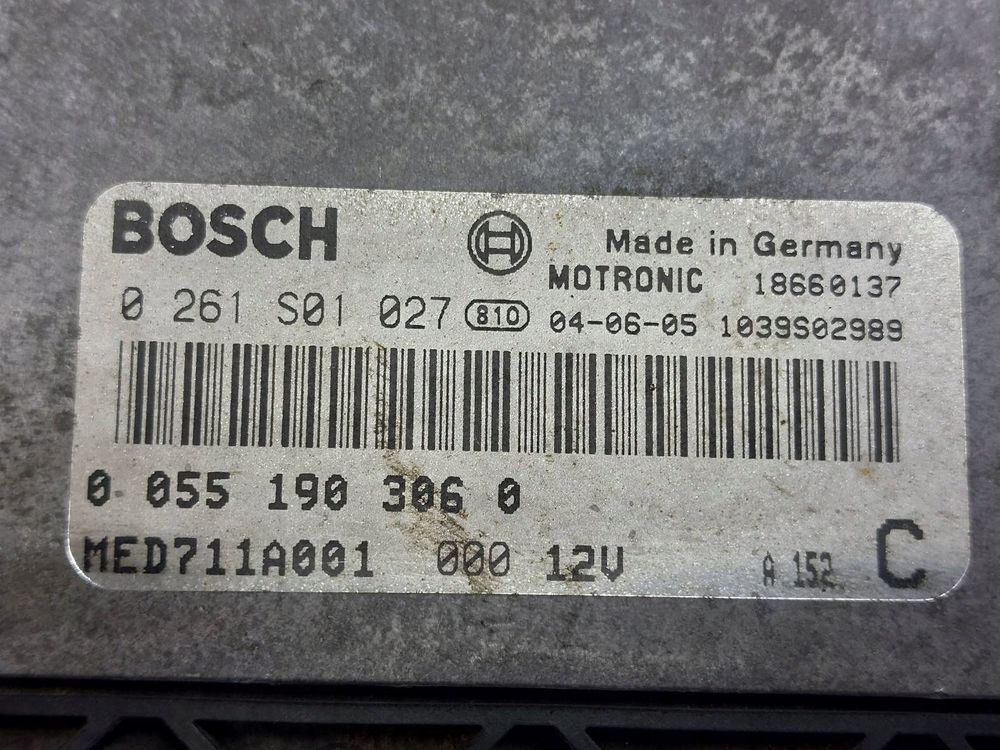 BOSCH Made in Germany
MOTRONIC 18660137
0 261 S01 027 810 04-06-05 1039S02989
0 055 190 306 0
MED711A001 000 12V A 152 C